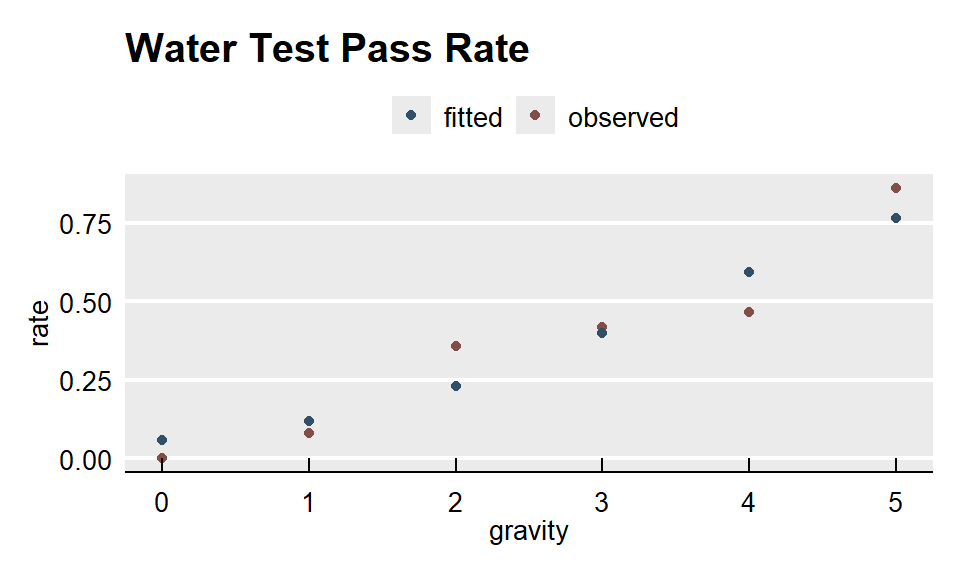 Water Test Pass Rate
fitted observed
0.75
0.50
0.25
0.00
rate
0 1 2 3 4 5
gravity